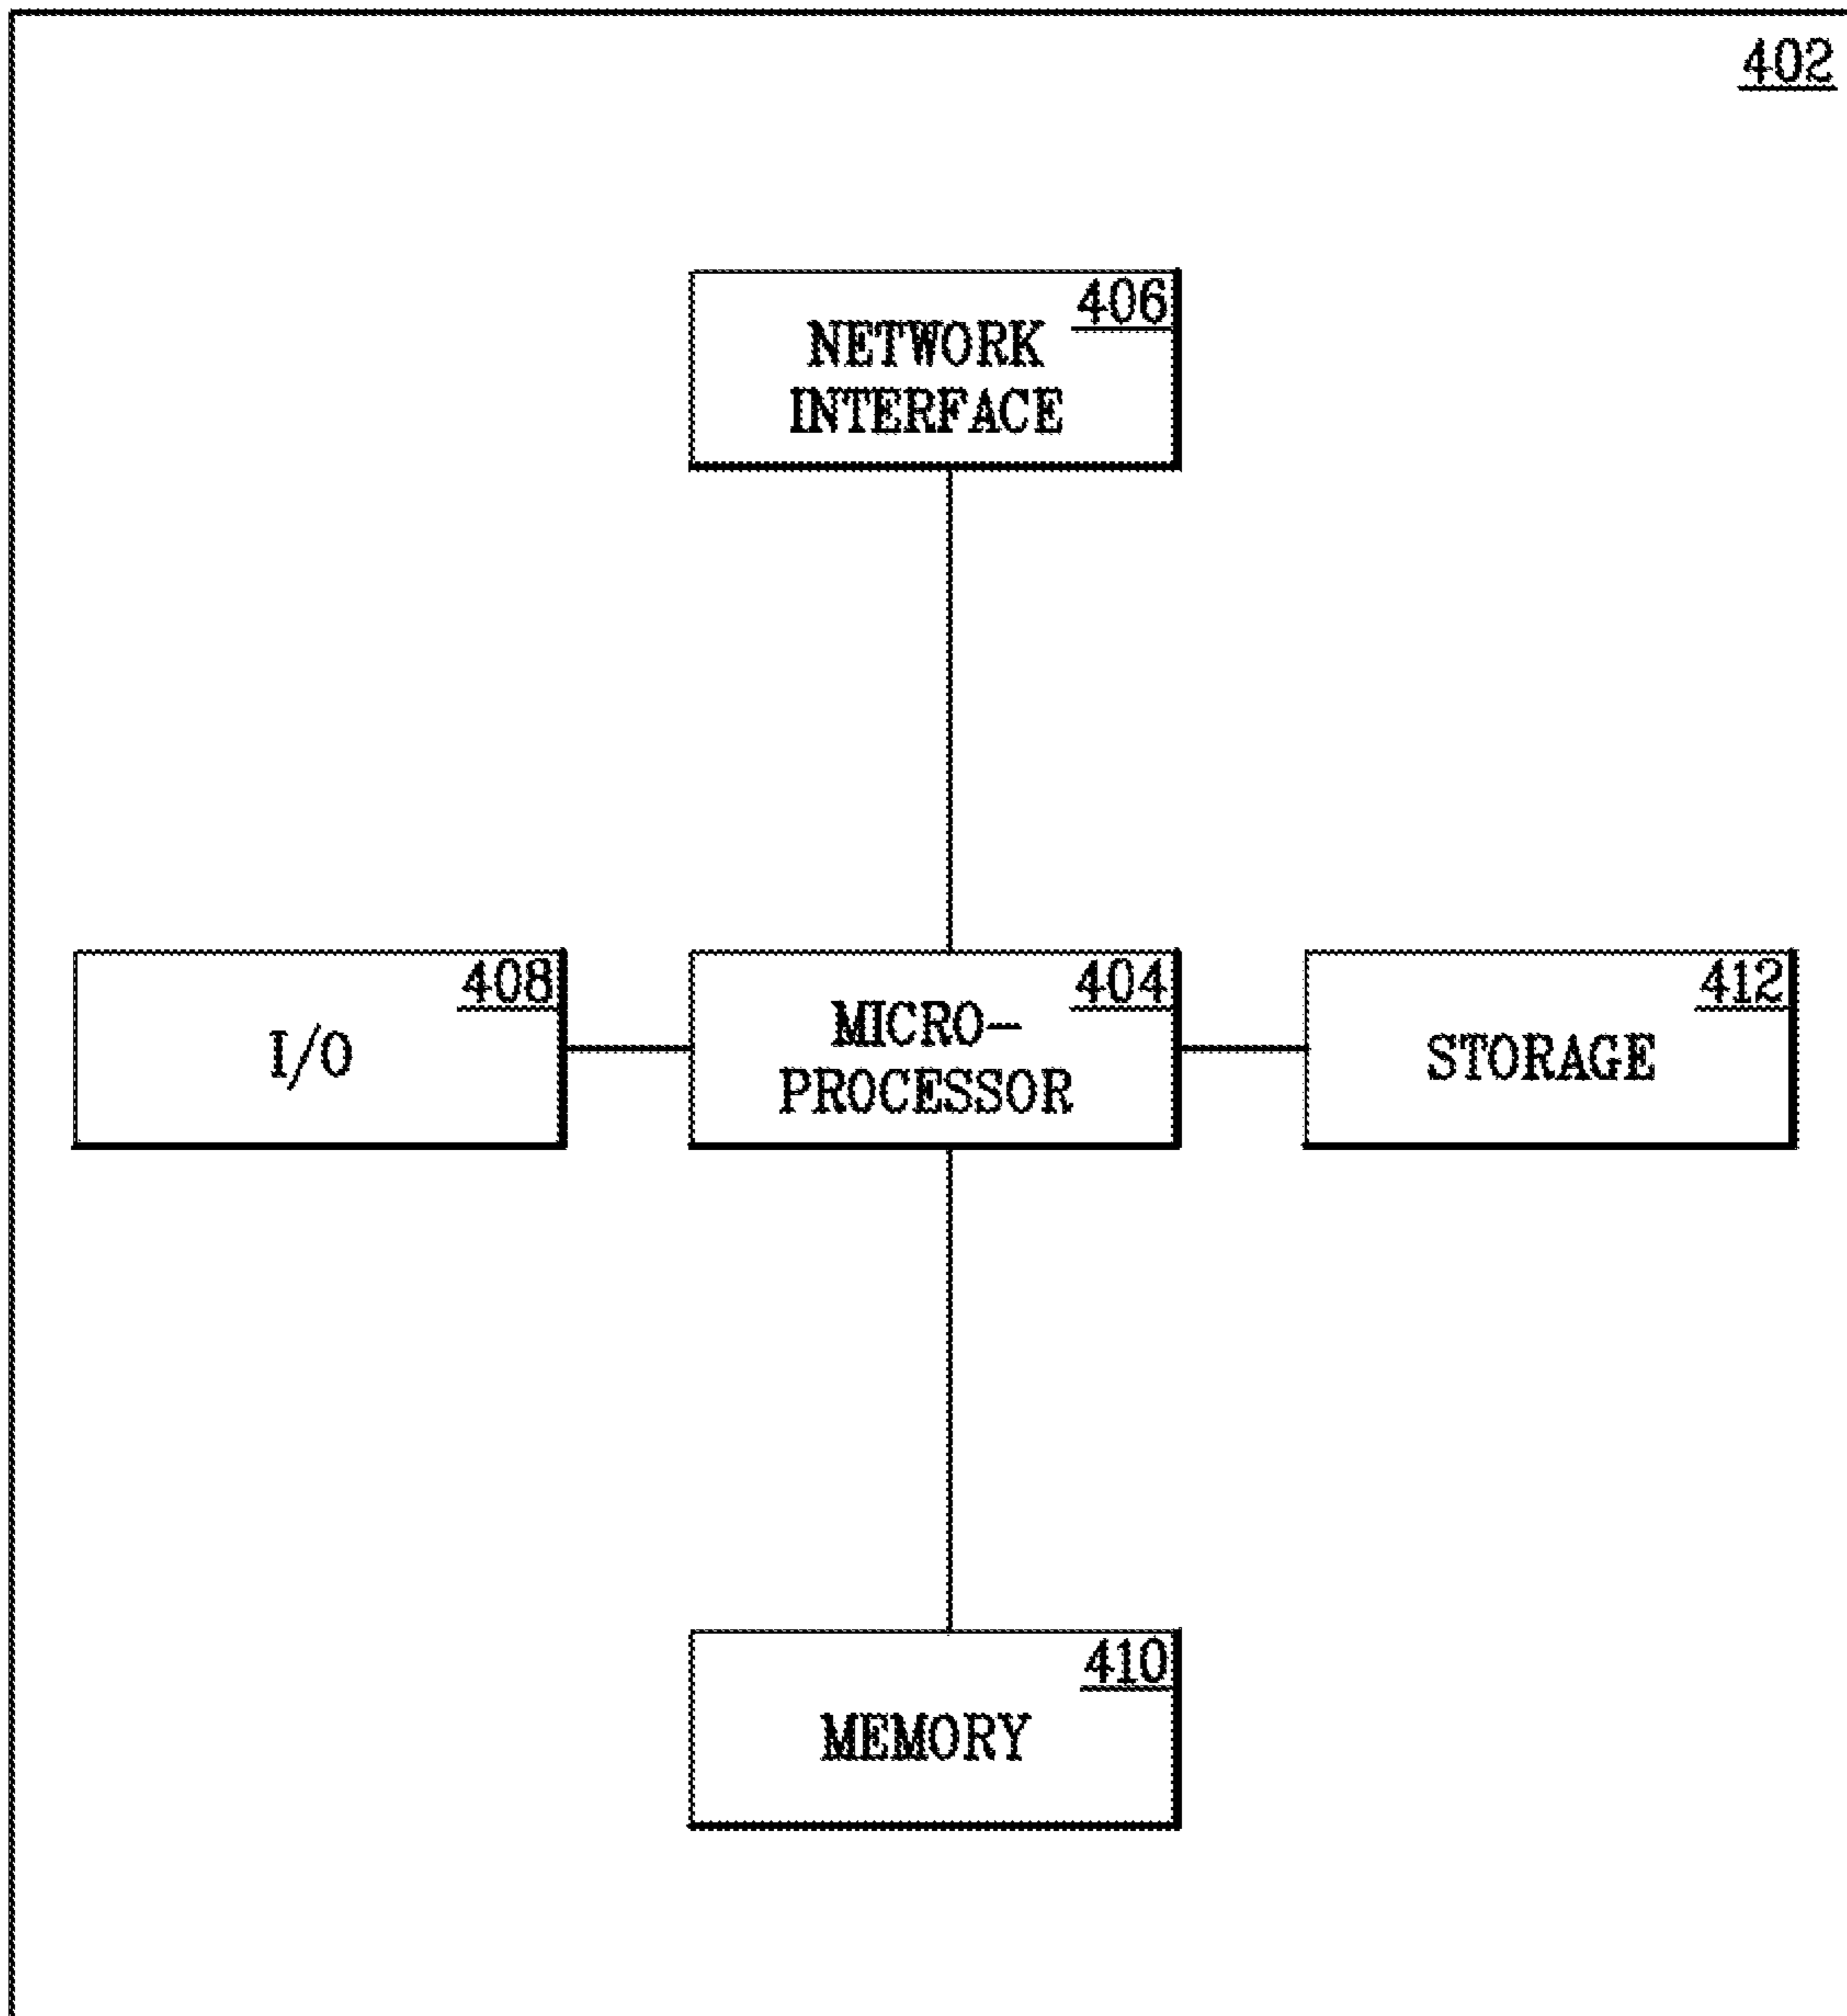 402
406
NETWORK
INTERFACE
408
I/O
404
MICRO-
PROCESSOR
412
STORAGE
410
MEMORY